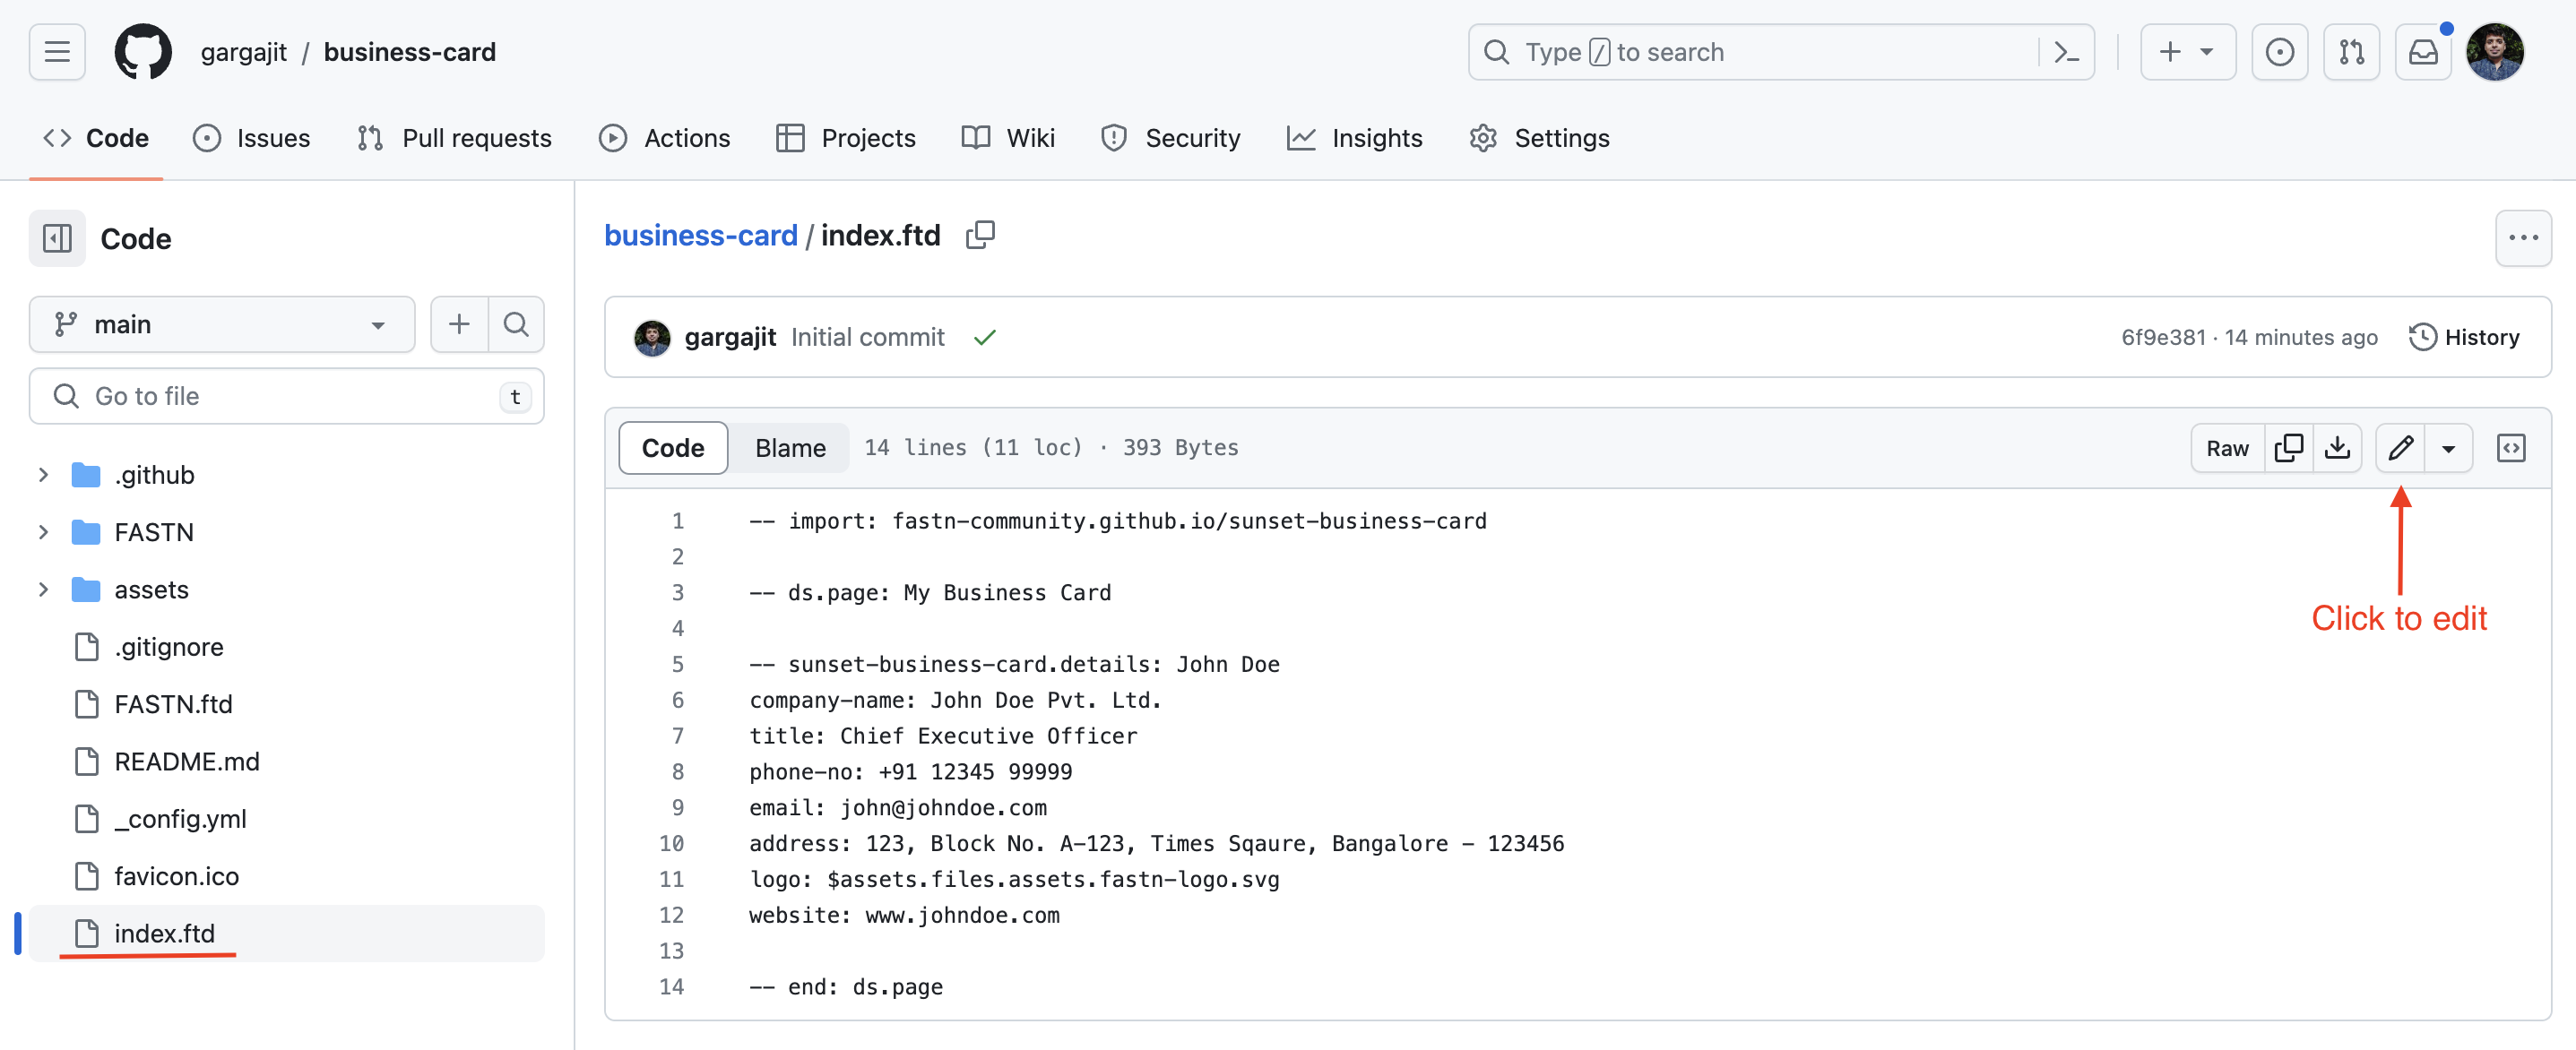 gargajit / business-card
Type / to search
Code
Issues
Pull requests
Actions
Projects
Wiki
Security
Insights
Settings
Code
main
Go to file
t
.github
FASTN
assets
.gitignore
FASTN.ftd
README.md
_config.yml
favicon.ico
index.ftd
business-card / index.ftd
gargajit Initial commit
6f9e381 · 14 minutes ago
History
Code
Blame
14 lines (11 loc) · 393 Bytes
Raw
Click to edit
1 -- import: fastn-community.github.io/sunset-business-card
2
3 -- ds.page: My Business Card
4
5 -- sunset-business-card.details: John Doe
6 company-name: John Doe Pvt. Ltd.
7 title: Chief Executive Officer
8 phone-no: +91 12345 99999
9 email: john@johndoe.com
10 address: 123, Block No. A-123, Times Sqaure, Bangalore - 123456
11 logo: $assets.files.assets.fastn-logo.svg
12 website: www.johndoe.com
13
14 -- end: ds.page